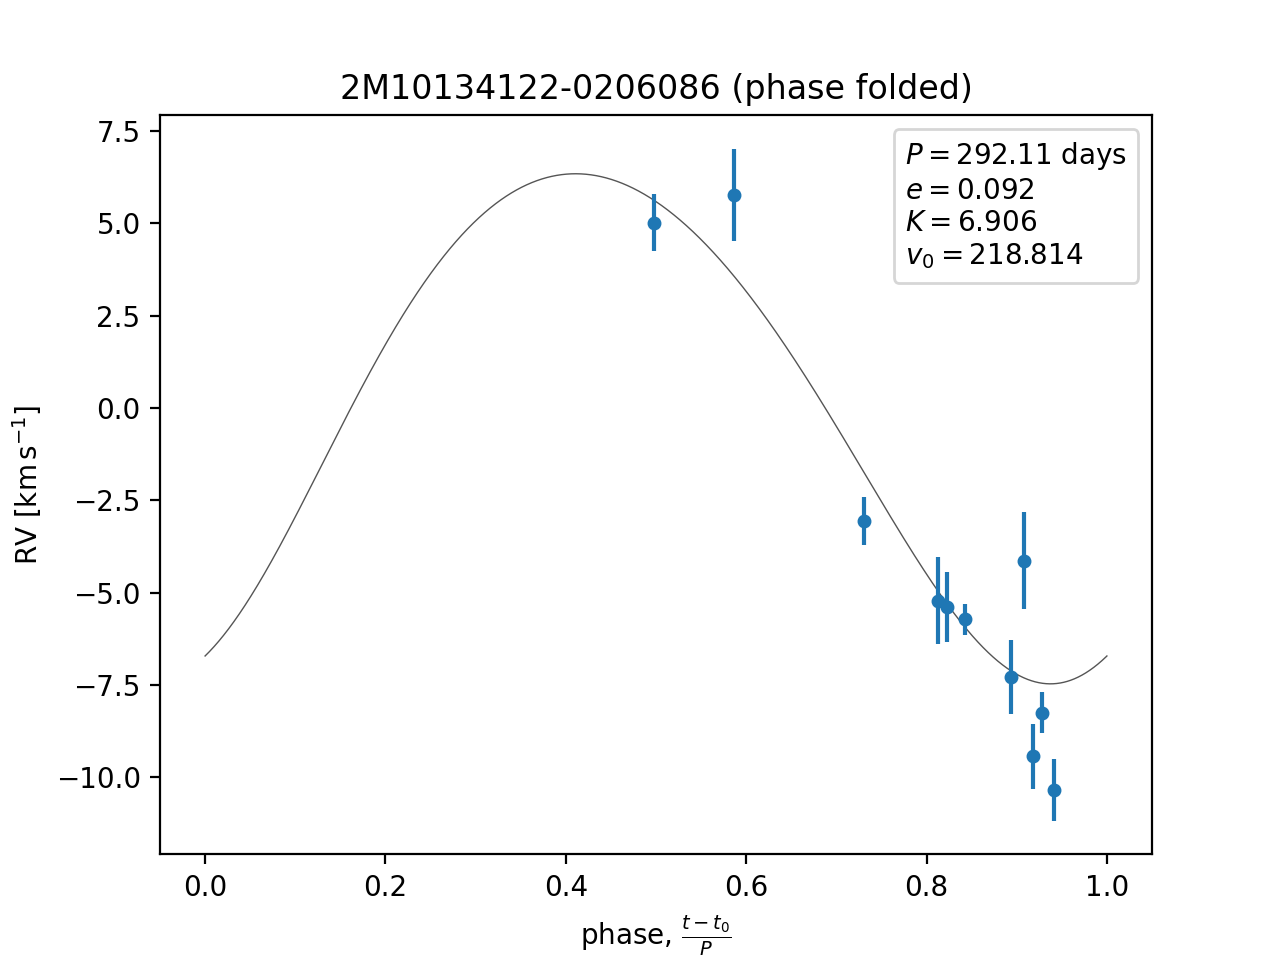 2M10134122-0206086 (phase folded)
P = 292.11 days
e = 0.092
K = 6.906
v₀ = 218.814
RV [km s⁻¹]
7.5
5.0
2.5
0.0
−2.5
−5.0
−7.5
−10.0
0.0 0.2 0.4 0.6 0.8 1.0
phase, (t − t₀)/P